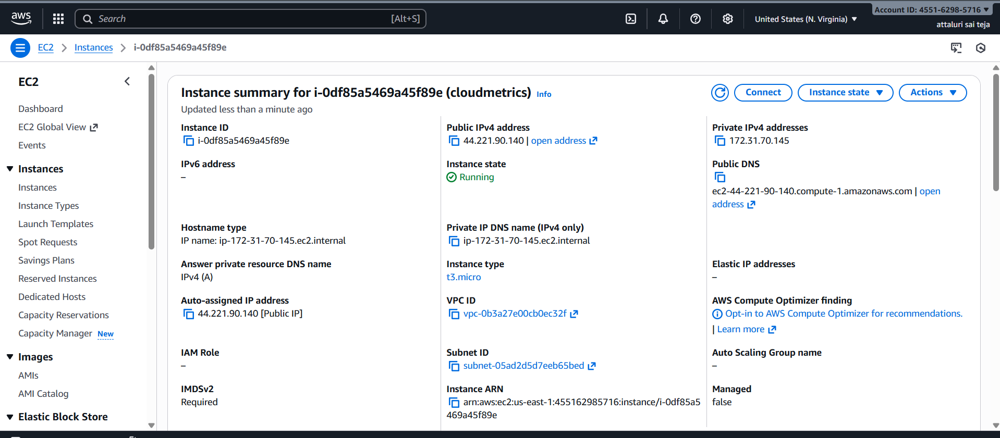 aws
Search
[Alt+S]
United States (N. Virginia)
Account ID: 4551-6298-5716
attaluri sai teja
EC2
Instances
i-0df85a5469a45f89e
EC2
Dashboard
EC2 Global View
Events
Instances
Instances
Instance Types
Launch Templates
Spot Requests
Savings Plans
Reserved Instances
Dedicated Hosts
Capacity Reservations
Capacity Manager New
Images
AMIs
AMI Catalog
Elastic Block Store
Instance summary for i-0df85a5469a45f89e (cloudmetrics) Info
Updated less than a minute ago
Connect
Instance state
Actions
Instance ID
i-0df85a5469a45f89e
Public IPv4 address
44.221.90.140 | open address
Private IPv4 addresses
172.31.70.145
IPv6 address
–
Instance state
Running
Public DNS
ec2-44-221-90-140.compute-1.amazonaws.com | open
address
Hostname type
IP name: ip-172-31-70-145.ec2.internal
Private IP DNS name (IPv4 only)
ip-172-31-70-145.ec2.internal
Answer private resource DNS name
IPv4 (A)
Instance type
t3.micro
Elastic IP addresses
–
Auto-assigned IP address
44.221.90.140 [Public IP]
VPC ID
vpc-0b3a27e00cb0ec32f
AWS Compute Optimizer finding
Opt-in to AWS Compute Optimizer for recommendations.
| Learn more
IAM Role
–
Subnet ID
subnet-05ad2d5d7eeb65bed
Auto Scaling Group name
–
IMDSv2
Required
Instance ARN
arn:aws:ec2:us-east-1:455162985716:instance/i-0df85a5
469a45f89e
Managed
false